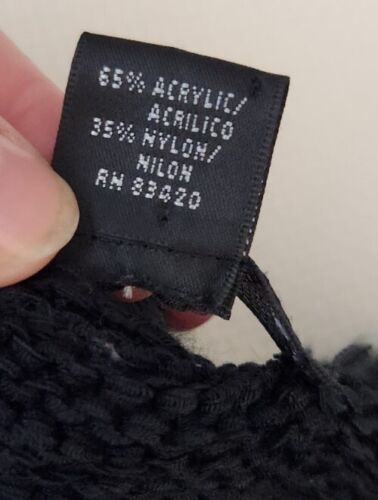 65% ACRYLIC/
ACRILICO
35% NYLON/
NILON
RN 83420